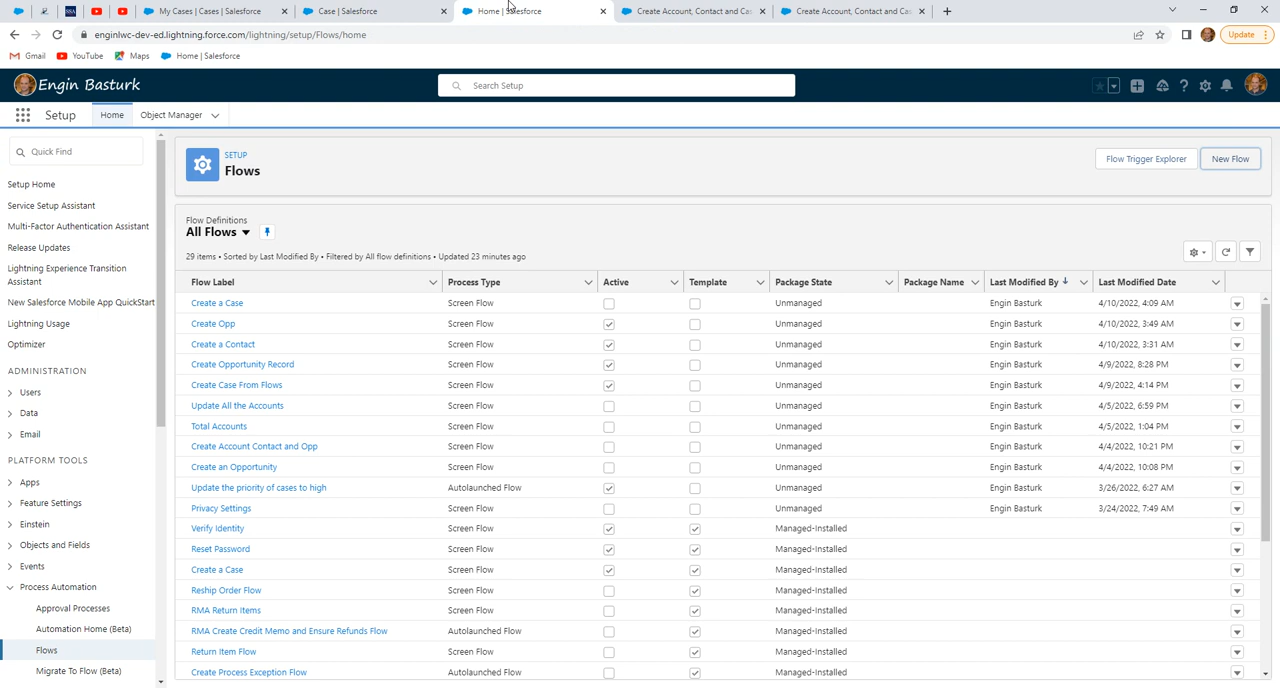 My Cases | Cases | Salesforce
Case | Salesforce
Home | Salesforce
Create Account, Contact and Cas
Create Account, Contact and Cas
enginlwc-dev-ed.lightning.force.com/lightning/setup/Flows/home
Update
Gmail YouTube Maps Home | Salesforce
Engin Basturk
Search Setup
Setup Home Object Manager
Quick Find
Setup Home
Service Setup Assistant
Multi-Factor Authentication Assistant
Release Updates
Lightning Experience Transition
Assistant
New Salesforce Mobile App QuickStart
Lightning Usage
Optimizer
ADMINISTRATION
Users
Data
Email
PLATFORM TOOLS
Apps
Feature Settings
Einstein
Objects and Fields
Events
Process Automation
Approval Processes
Automation Home (Beta)
Flows
Migrate To Flow (Beta)
SETUP
Flows
Flow Trigger Explorer New Flow
Flow Definitions
All Flows
29 items • Sorted by Last Modified By • Filtered by All flow definitions • Updated 23 minutes ago
Flow Label Process Type Active Template Package State Package Name Last Modified By Last Modified Date
Create a Case Screen Flow Unmanaged Engin Basturk 4/10/2022, 4:09 AM
Create Opp Screen Flow Unmanaged Engin Basturk 4/10/2022, 3:49 AM
Create a Contact Screen Flow Unmanaged Engin Basturk 4/10/2022, 3:31 AM
Create Opportunity Record Screen Flow Unmanaged Engin Basturk 4/9/2022, 8:28 PM
Create Case From Flows Screen Flow Unmanaged Engin Basturk 4/9/2022, 4:14 PM
Update All the Accounts Screen Flow Unmanaged Engin Basturk 4/5/2022, 6:59 PM
Total Accounts Screen Flow Unmanaged Engin Basturk 4/5/2022, 1:04 PM
Create Account Contact and Opp Screen Flow Unmanaged Engin Basturk 4/4/2022, 10:21 PM
Create an Opportunity Screen Flow Unmanaged Engin Basturk 4/4/2022, 10:08 PM
Update the priority of cases to high Autolaunched Flow Unmanaged Engin Basturk 3/26/2022, 6:27 AM
Privacy Settings Screen Flow Unmanaged Engin Basturk 3/24/2022, 7:49 AM
Verify Identity Screen Flow Managed-Installed
Reset Password Screen Flow Managed-Installed
Create a Case Screen Flow Managed-Installed
Reship Order Flow Screen Flow Managed-Installed
RMA Return Items Screen Flow Managed-Installed
RMA Create Credit Memo and Ensure Refunds Flow Autolaunched Flow Managed-Installed
Return Item Flow Screen Flow Managed-Installed
Create Process Exception Flow Autolaunched Flow Managed-Installed